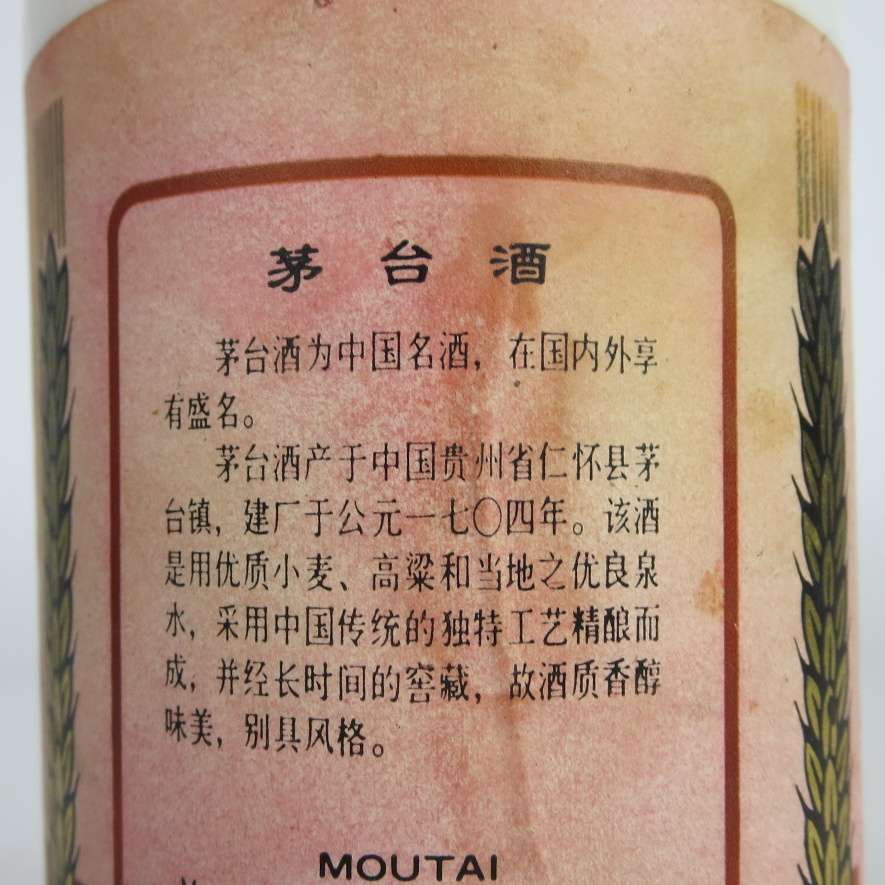 茅台酒
茅台酒为中国名酒，在国内外享
有盛名。
茅台酒产于中国贵州省仁怀县茅
台镇，建厂于公元一七〇四年。该酒
是用优质小麦、高粱和当地之优良泉
水，采用中国传统的独特工艺精酿而
成，并经长时间的窖藏，故酒质香醇
味美，别具风格。
MOUTAI